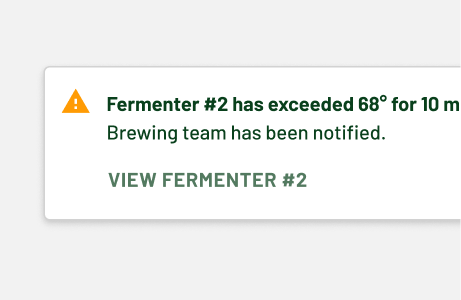 Fermenter #2 has exceeded 68° for 10 m
Brewing team has been notified.
VIEW FERMENTER #2